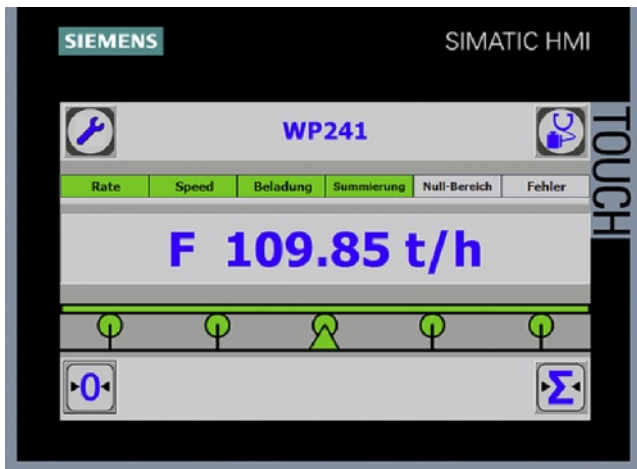 SIEMENS SIMATIC HMI
WP241
TOUCH
Rate Speed Beladung Summierung Null-Bereich Fehler
F 109.85 t/h
0 Σ